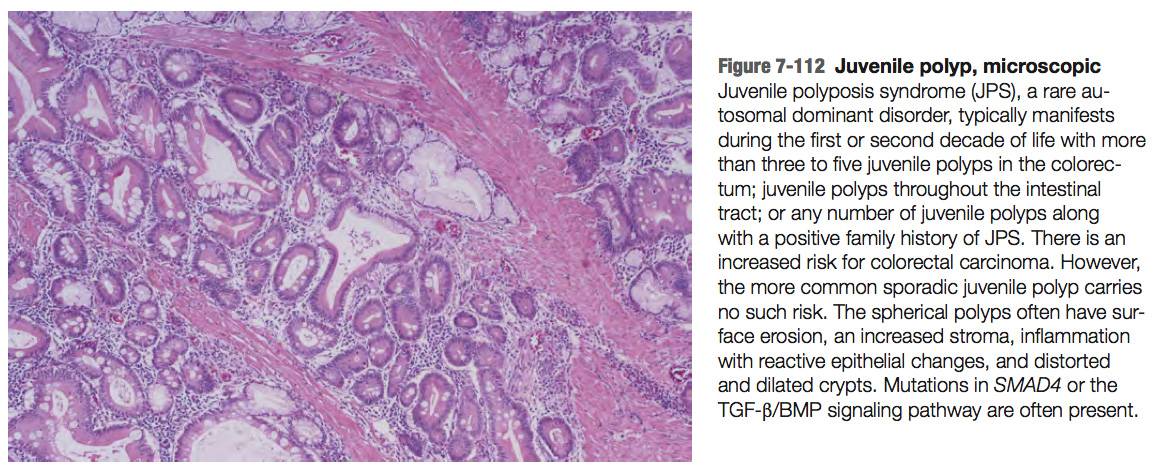 Figure 7-112 Juvenile polyp, microscopic
Juvenile polyposis syndrome (JPS), a rare au-
tosomal dominant disorder, typically manifests
during the first or second decade of life with more
than three to five juvenile polyps in the colorec-
tum; juvenile polyps throughout the intestinal
tract; or any number of juvenile polyps along
with a positive family history of JPS. There is an
increased risk for colorectal carcinoma. However,
the more common sporadic juvenile polyp carries
no such risk. The spherical polyps often have sur-
face erosion, an increased stroma, inflammation
with reactive epithelial changes, and distorted
and dilated crypts. Mutations in SMAD4 or the
TGF-β/BMP signaling pathway are often present.